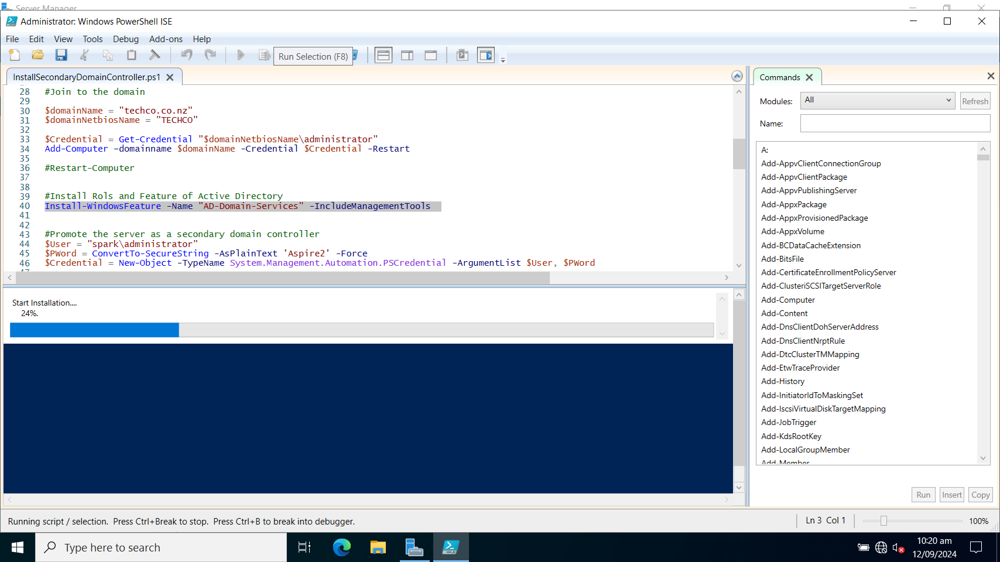 Server Manager
Administrator: Windows PowerShell ISE
File Edit View Tools Debug Add-ons Help
Run Selection (F8)
InstallSecondaryDomainController.ps1
28 #Join to the domain
29
30 $domainName = "techco.co.nz"
31 $domainNetbiosName = "TECHCO"
32
33 $Credential = Get-Credential "$domainNetbiosName\administrator"
34 Add-Computer –domainname $domainName -Credential $Credential -Restart
35
36 #Restart-Computer
37
38
39 #Install Rols and Feature of Active Directory
40 Install-WindowsFeature -Name "AD-Domain-Services" -IncludeManagementTools
41
42
43 #Promote the server as a secondary domain controller
44 $User = "spark\administrator"
45 $PWord = ConvertTo-SecureString -AsPlainText 'Aspire2' -Force
46 $Credential = New-Object -TypeName System.Management.Automation.PSCredential -ArgumentList $User, $PWord
47
Start Installation....
24%.
Commands
Modules: All Refresh
Name:
A:
Add-AppvClientConnectionGroup
Add-AppvClientPackage
Add-AppvPublishingServer
Add-AppxPackage
Add-AppxProvisionedPackage
Add-AppxVolume
Add-BCDataCacheExtension
Add-BitsFile
Add-CertificateEnrollmentPolicyServer
Add-ClusteriSCSITargetServerRole
Add-Computer
Add-Content
Add-DnsClientDohServerAddress
Add-DnsClientNrptRule
Add-DtcClusterTMMapping
Add-EtwTraceProvider
Add-History
Add-InitiatorIdToMaskingSet
Add-IscsiVirtualDiskTargetMapping
Add-JobTrigger
Add-KdsRootKey
Add-LocalGroupMember
Add-Member
Run Insert Copy
Running script / selection. Press Ctrl+Break to stop. Press Ctrl+B to break into debugger.
Ln 3 Col 1
100%
Type here to search
10:20 am
12/09/2024